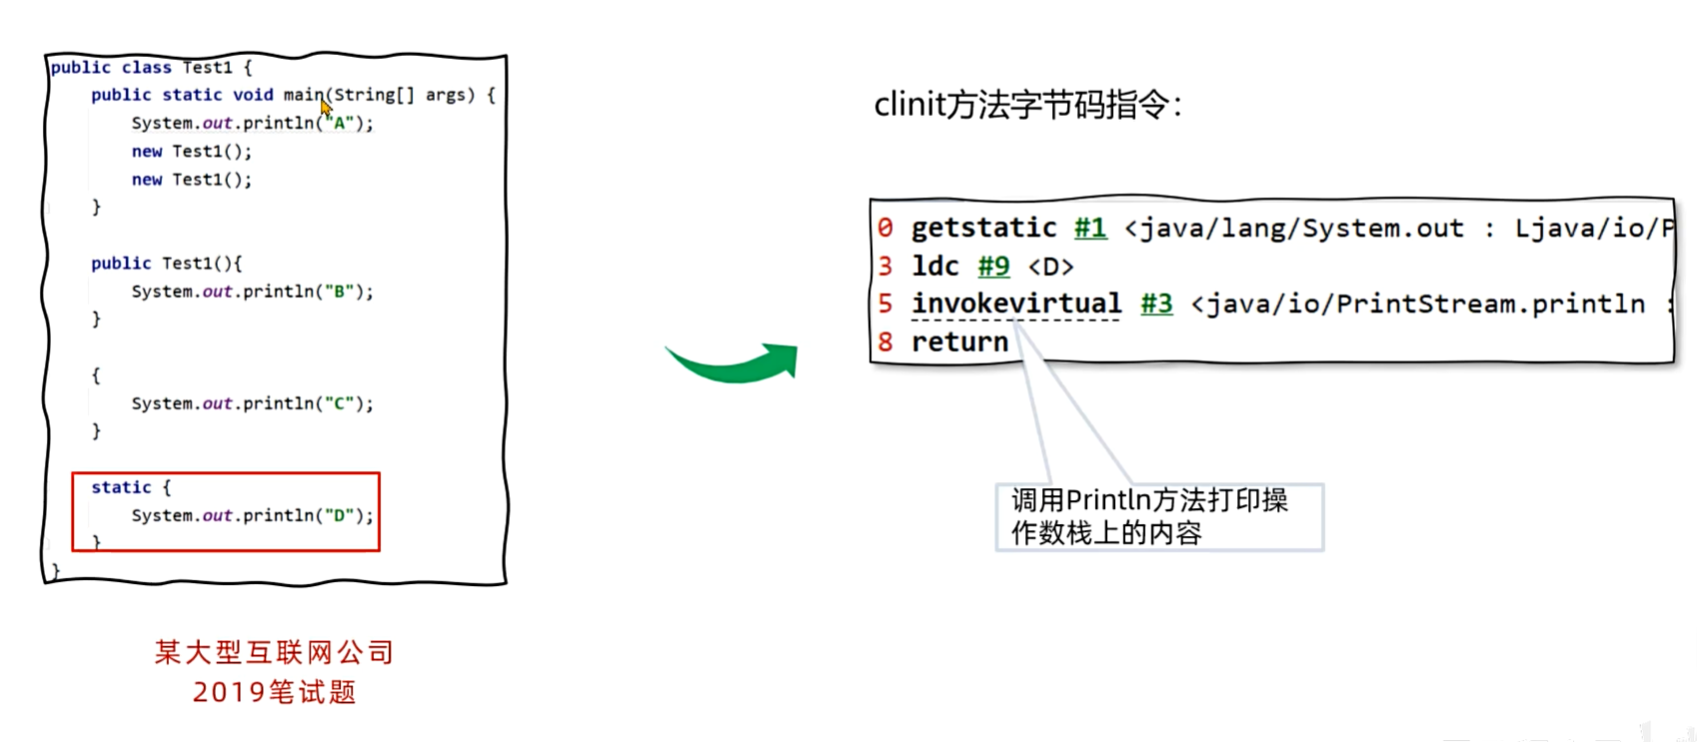 public class Test1 {
public static void main(String[] args) {
System.out.println("A");
new Test1();
new Test1();
}
public Test1(){
System.out.println("B");
}
{
System.out.println("C");
}
static {
System.out.println("D");
}
}
某大型互联网公司
2019笔试题
clinit方法字节码指令：
0 getstatic #1 <java/lang/System.out : Ljava/io/P
3 ldc #9 <D>
5 invokevirtual #3 <java/io/PrintStream.println :
8 return
调用Println方法打印操
作数栈上的内容